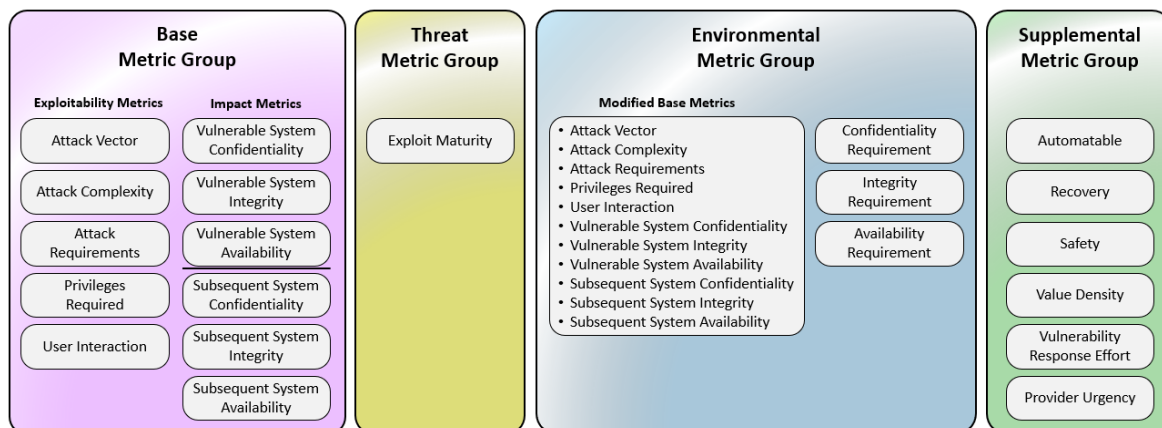 Base
Metric Group
Exploitability Metrics
Impact Metrics
Attack Vector
Attack Complexity
Attack
Requirements
Privileges
Required
User Interaction
Vulnerable System
Confidentiality
Vulnerable System
Integrity
Vulnerable System
Availability
Subsequent System
Confidentiality
Subsequent System
Integrity
Subsequent System
Availability
Threat
Metric Group
Exploit Maturity
Environmental
Metric Group
Modified Base Metrics
• Attack Vector
• Attack Complexity
• Attack Requirements
• Privileges Required
• User Interaction
• Vulnerable System Confidentiality
• Vulnerable System Integrity
• Vulnerable System Availability
• Subsequent System Confidentiality
• Subsequent System Integrity
• Subsequent System Availability
Confidentiality
Requirement
Integrity
Requirement
Availability
Requirement
Supplemental
Metric Group
Automatable
Recovery
Safety
Value Density
Vulnerability
Response Effort
Provider Urgency